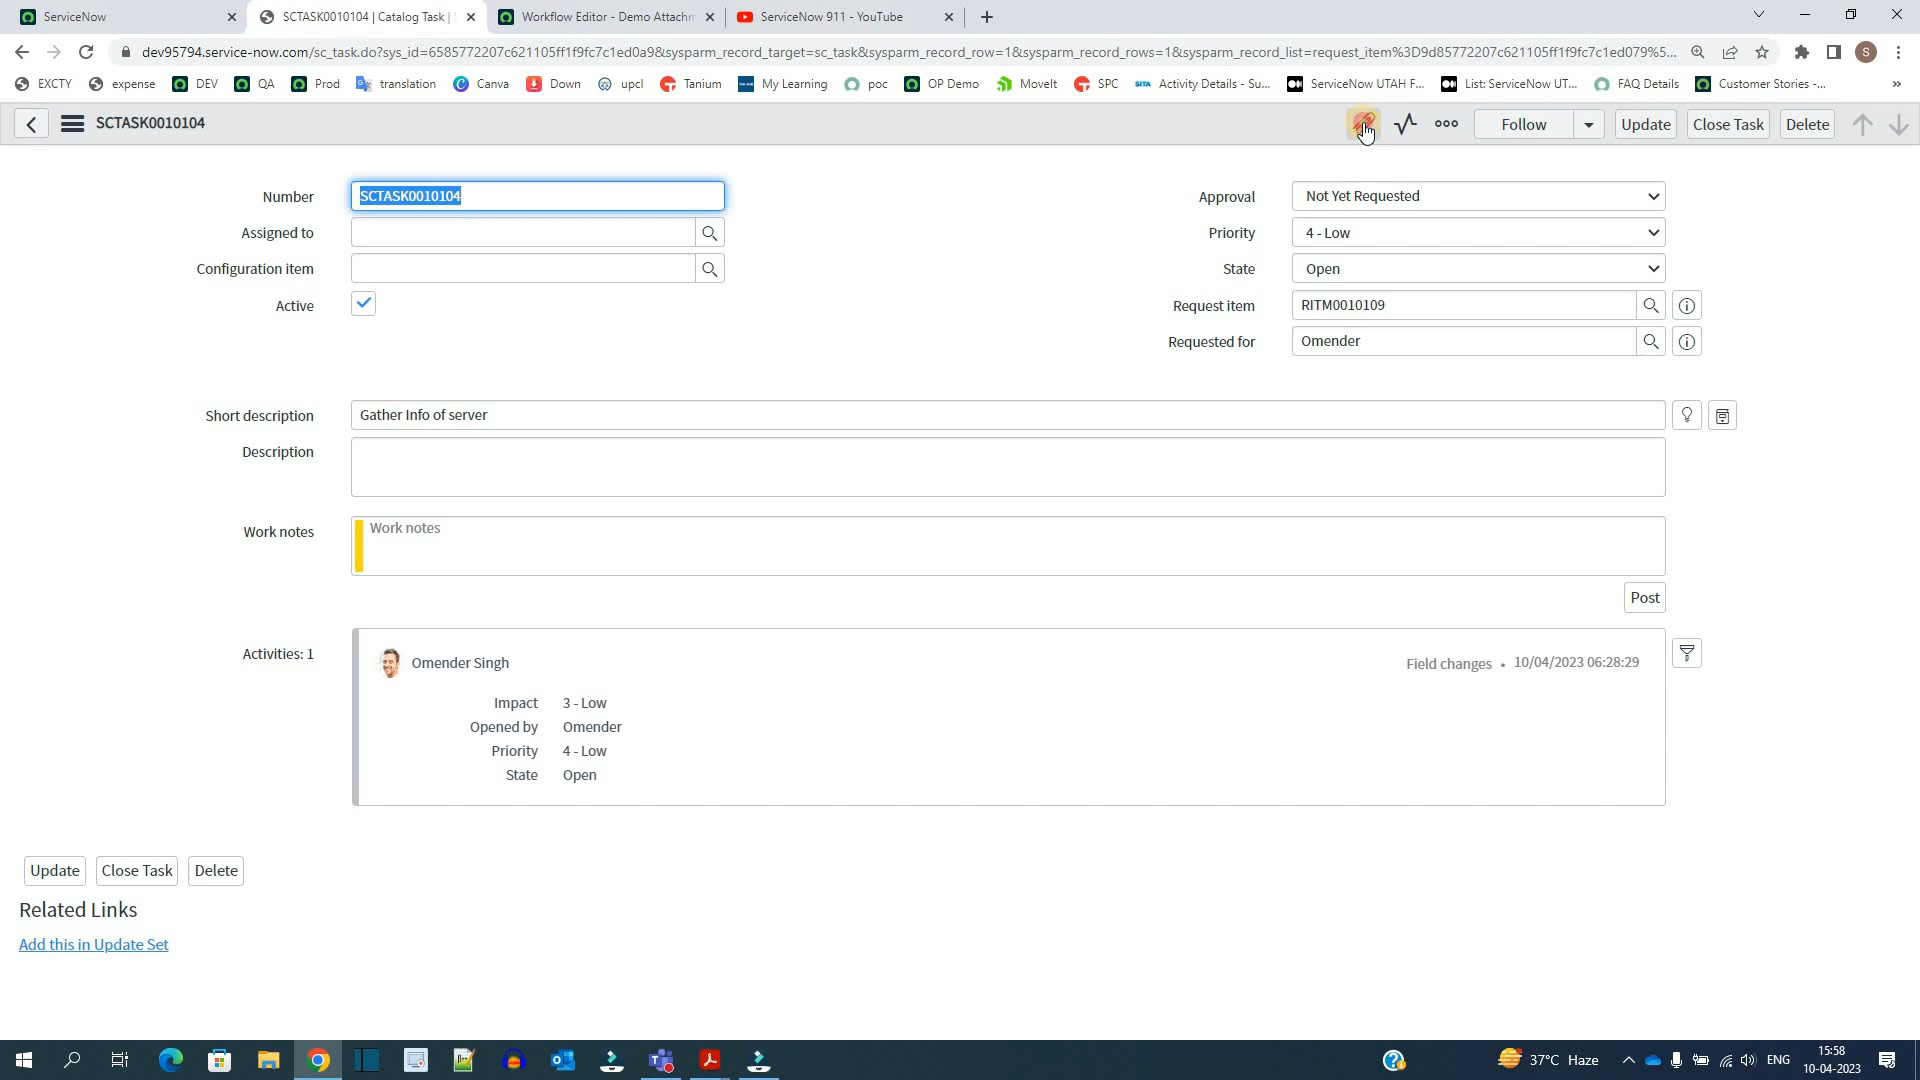 ServiceNow
SCTASK0010104 | Catalog Task |
Workflow Editor - Demo Attachm
ServiceNow 911 - YouTube
dev95794.service-now.com/sc_task.do?sys_id=6585772207c621105ff1f9fc7c1ed0a9&sysparm_record_target=sc_task&sysparm_record_row=1&sysparm_record_rows=1&sysparm_record_list=request_item%3D9d85772207c621105ff1f9fc7c1ed079%5...
S
EXCTY expense DEV QA Prod translation Canva Down upcl Tanium My Learning poc OP Demo MoveIt SPC Activity Details - Su... ServiceNow UTAH F... List: ServiceNow UT... FAQ Details Customer Stories -... »
SCTASK0010104
Follow Update Close Task Delete
Number SCTASK0010104
Approval Not Yet Requested
Assigned to
Priority 4 - Low
Configuration item
State Open
Active
Request item RITM0010109
Requested for Omender
Short description Gather Info of server
Description
Work notes Work notes
Post
Activities: 1
Omender Singh
Field changes • 10/04/2023 06:28:29
Impact 3 - Low
Opened by Omender
Priority 4 - Low
State Open
Update Close Task Delete
Related Links
Add this in Update Set
37°C Haze
ENG
15:58
10-04-2023